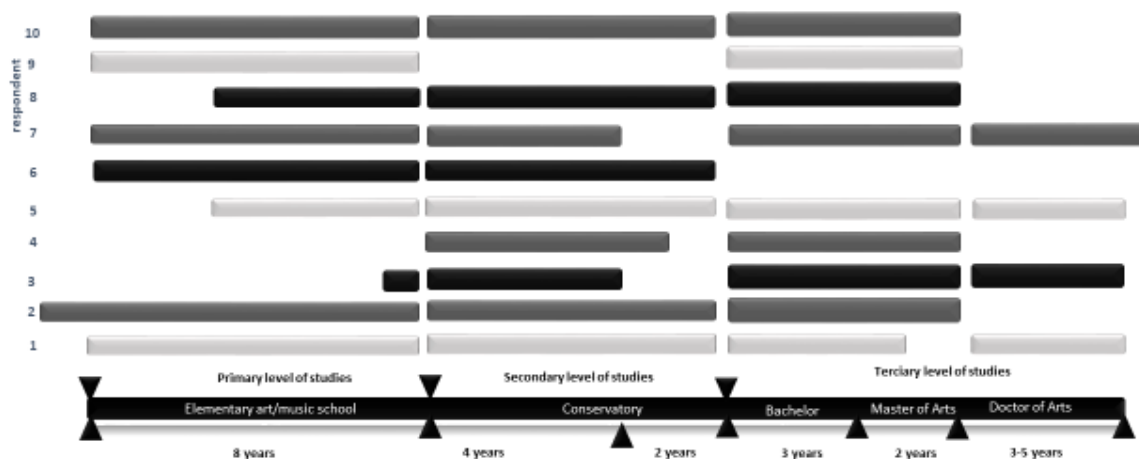 respondent
10
9
8
7
6
5
4
3
2
1
Primary level of studies Secondary level of studies Terciary level of studies
Elementary art/music school Conservatory Bachelor Master of Arts Doctor of Arts
8 years 4 years 2 years 3 years 2 years 3-5 years